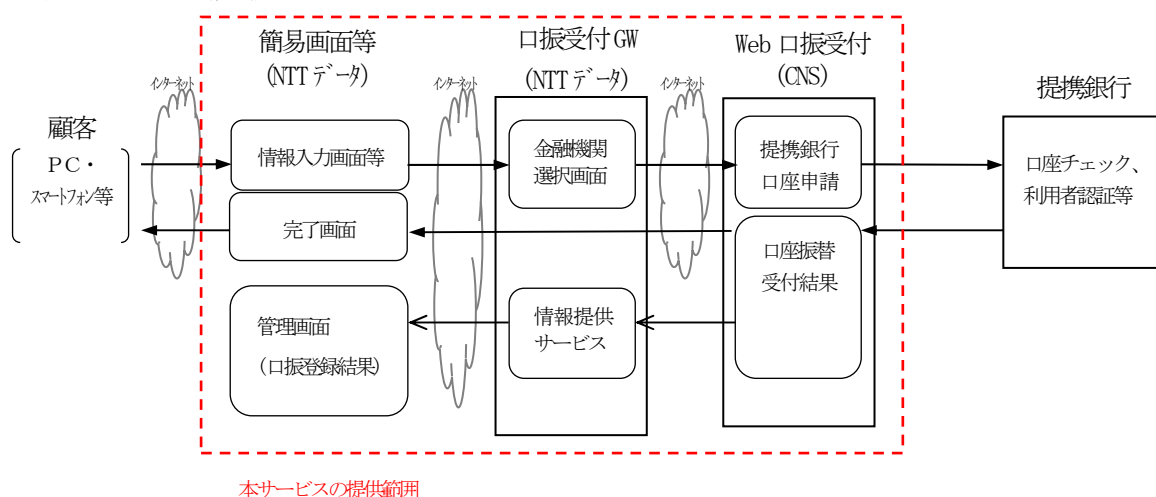 簡易画面等
(NTTデータ)
口振受付GW
(NTTデータ)
Web口振受付
(CNS)
提携銀行
インターネット
インターネット
インターネット
顧客
PC・
スマートフォン等
情報入力画面等
金融機関
選択画面
提携銀行
口座申請
口座チェック、
利用者認証等
完了画面
口座振替
受付結果
管理画面
(口振登録結果)
情報提供
サービス
本サービスの提供範囲